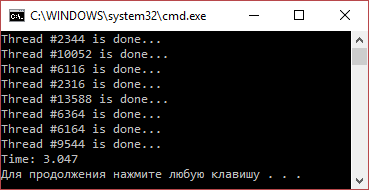 C:\WINDOWS\system32\cmd.exe
Thread #2344 is done...
Thread #10052 is done...
Thread #6116 is done...
Thread #2316 is done...
Thread #13588 is done...
Thread #6364 is done...
Thread #6164 is done...
Thread #9544 is done...
Time: 3.047
Для продолжения нажмите любую клавишу . . .